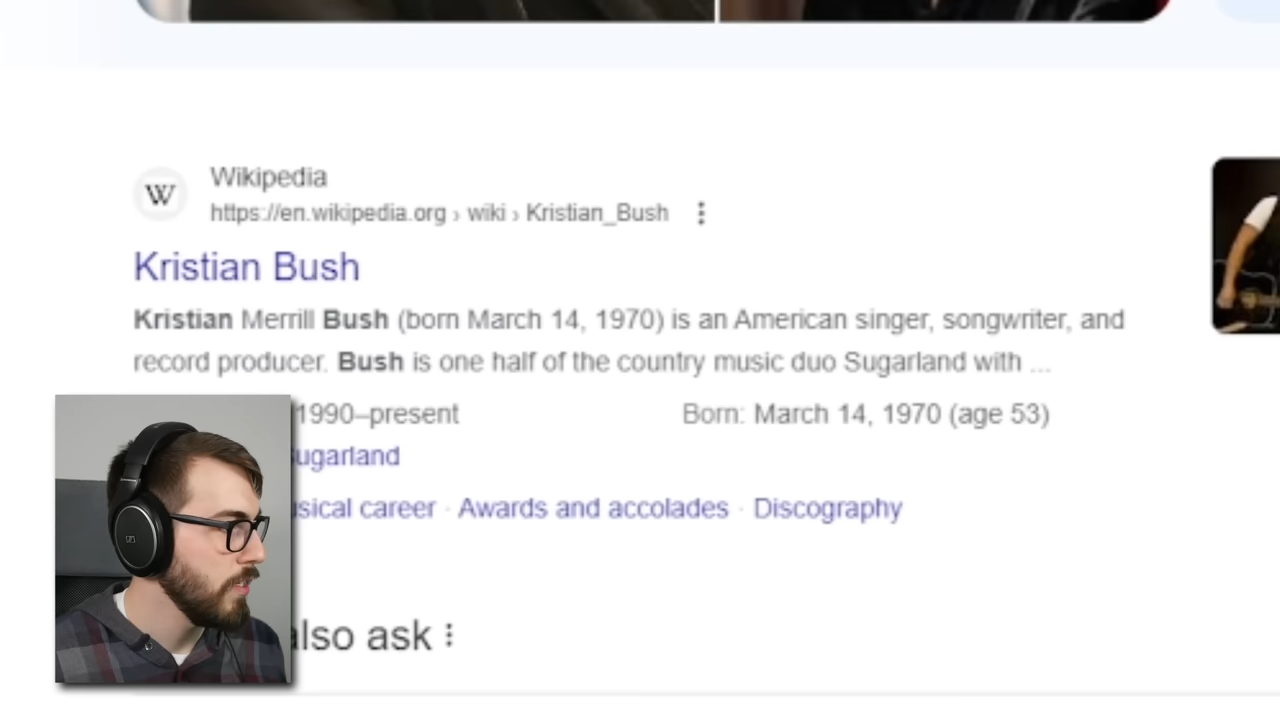 W
Wikipedia
https://en.wikipedia.org › wiki › Kristian_Bush
Kristian Bush
Kristian Merrill Bush (born March 14, 1970) is an American singer, songwriter, and
record producer. Bush is one half of the country music duo Sugarland with ...
1990–present Born: March 14, 1970 (age 53)
ugarland
usical career · Awards and accolades · Discography
also ask